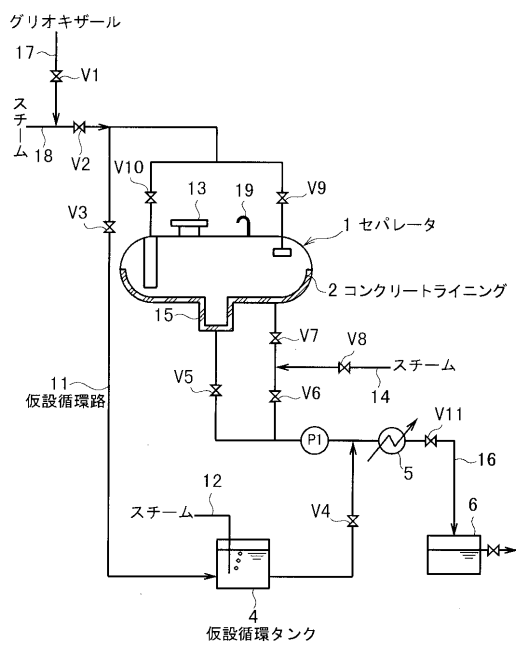 グリオキザール
17
V1
スチーム
18
V2
V10
13
19
V9
V3
1 セパレータ
2 コンクリートライニング
15
V7
V8
スチーム
14
11
仮設循環路
V5
V6
P1
V11
5
16
12
スチーム
V4
6
4
仮設循環タンク